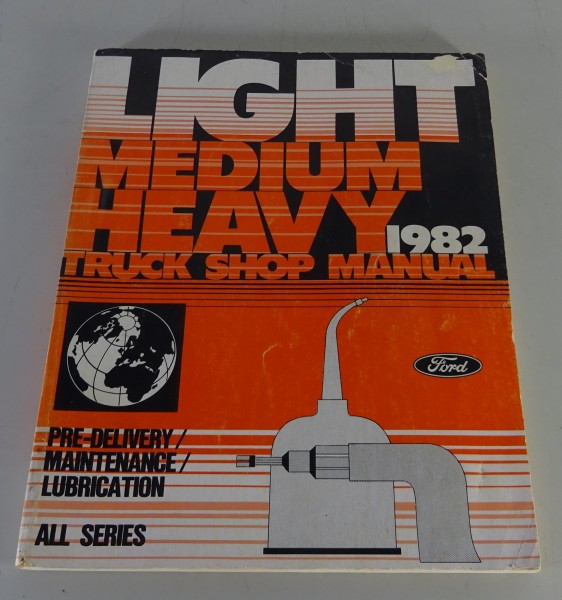 LIGHT
MEDIUM
HEAVY
1982
TRUCK SHOP MANUAL
Ford
PRE-DELIVERY/
MAINTENANCE/
LUBRICATION
ALL SERIES